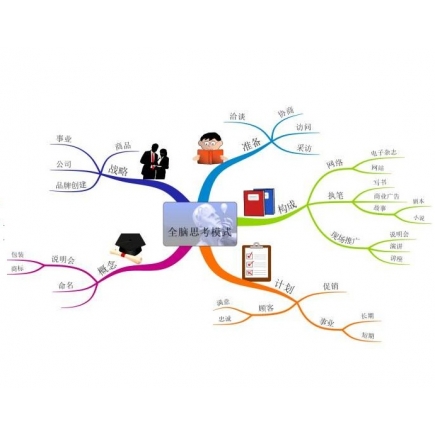 全脑思考模式
准备
洽谈
协商
访问
采访
构成
网络
电子杂志
网站
执笔
写书
商业广告
故事
剧本
小说
现场推广
说明会
演讲
讲座
计划
促销
事业
长期
短期
顾客
满意
忠诚
概念
说明会
包装
商标
命名
战略
事业
商品
公司
品牌创建